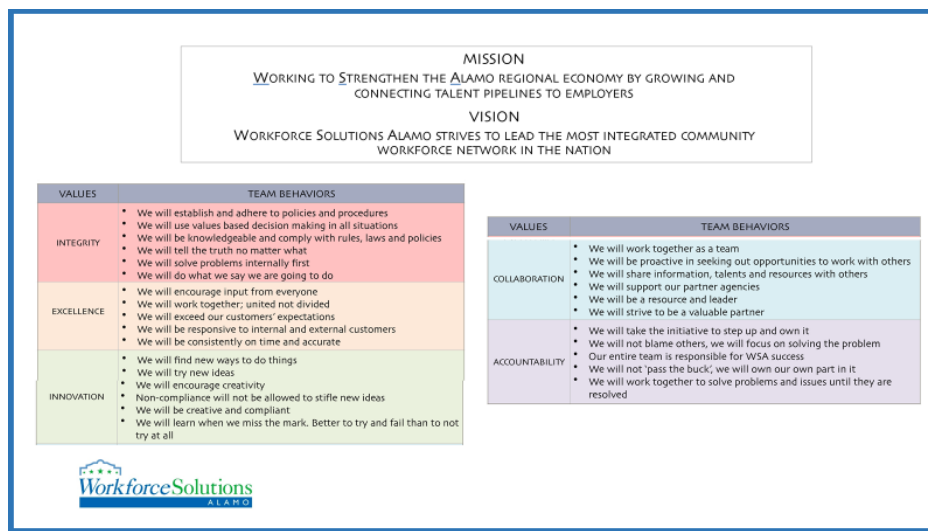 MISSION
WORKING TO STRENGTHEN THE ALAMO REGIONAL ECONOMY BY GROWING AND
CONNECTING TALENT PIPELINES TO EMPLOYERS
VISION
WORKFORCE SOLUTIONS ALAMO STRIVES TO LEAD THE MOST INTEGRATED COMMUNITY
WORKFORCE NETWORK IN THE NATION
VALUES TEAM BEHAVIORS
INTEGRITY
• We will establish and adhere to policies and procedures
• We will use values based decision making in all situations
• We will be knowledgeable and comply with rules, laws and policies
• We will tell the truth no matter what
• We will solve problems internally first
• We will do what we say we are going to do
EXCELLENCE
• We will encourage input from everyone
• We will work together; united not divided
• We will exceed our customers' expectations
• We will be responsive to internal and external customers
• We will be consistently on time and accurate
INNOVATION
• We will find new ways to do things
• We will try new ideas
• We will encourage creativity
• Non-compliance will not be allowed to stifle new ideas
• We will be creative and compliant
• We will learn when we miss the mark. Better to try and fail than to not
try at all
VALUES TEAM BEHAVIORS
COLLABORATION
• We will work together as a team
• We will be proactive in seeking out opportunities to work with others
• We will share information, talents and resources with others
• We will support our partner agencies
• We will be a resource and leader
• We will strive to be a valuable partner
ACCOUNTABILITY
• We will take the initiative to step up and own it
• We will not blame others, we will focus on solving the problem
• Our entire team is responsible for WSA success
• We will not 'pass the buck', we will own our own part in it
• We will work together to solve problems and issues until they are
resolved
WorkforceSolutions
ALAMO